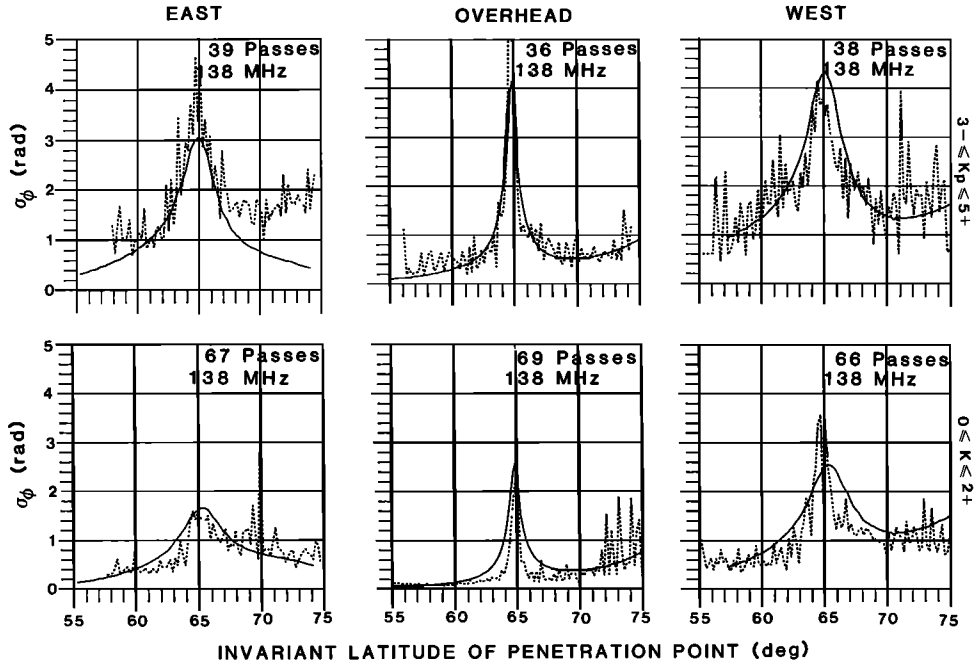 EAST OVERHEAD WEST
5 39 Passes 36 Passes 38 Passes
138 MHz 138 MHz 138 MHz
4
3
2
1
0
σϕ (rad)
3-≤ Kp ≤5+
5 67 Passes 69 Passes 66 Passes
138 MHz 138 MHz 138 MHz
4
3
2
1
0
σϕ (rad)
0≤ K ≤2+
55 60 65 70 75 55 60 65 70 75 55 60 65 70 75
INVARIANT LATITUDE OF PENETRATION POINT (deg)